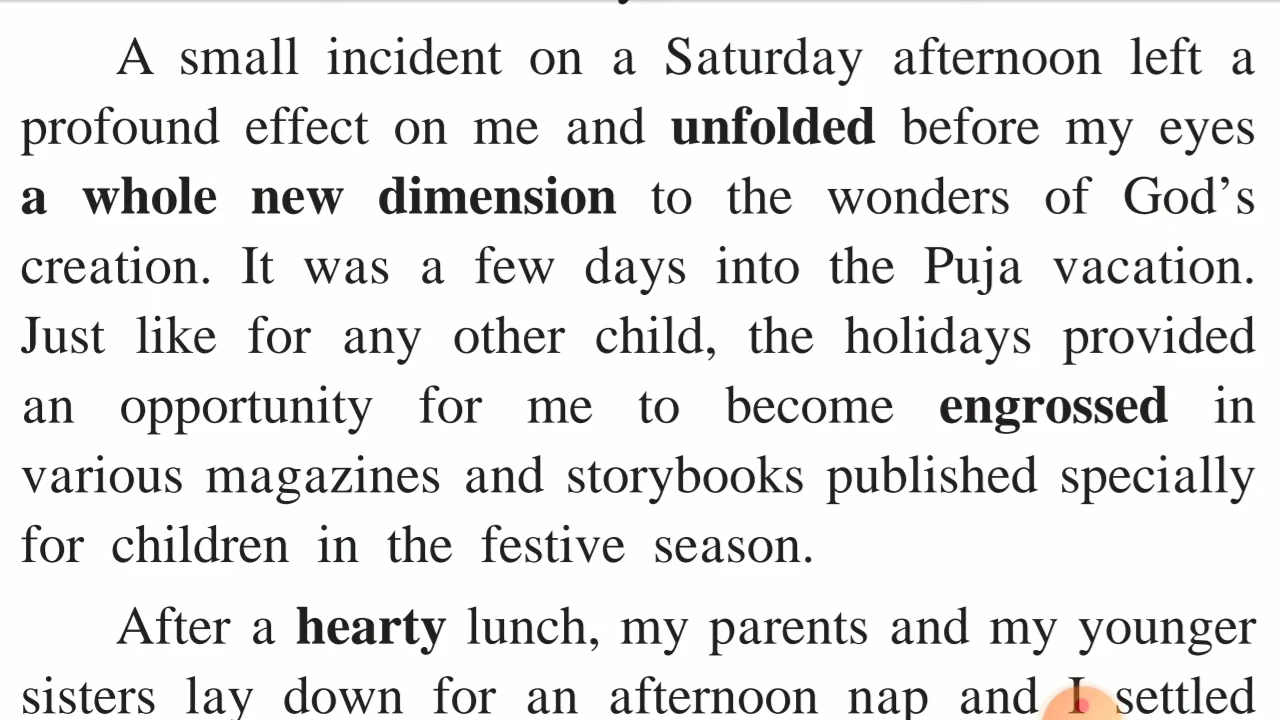 A small incident on a Saturday afternoon left a
profound effect on me and unfolded before my eyes
a whole new dimension to the wonders of God's
creation. It was a few days into the Puja vacation.
Just like for any other child, the holidays provided
an opportunity for me to become engrossed in
various magazines and storybooks published specially
for children in the festive season.
After a hearty lunch, my parents and my younger
sisters lay down for an afternoon nap and I settled